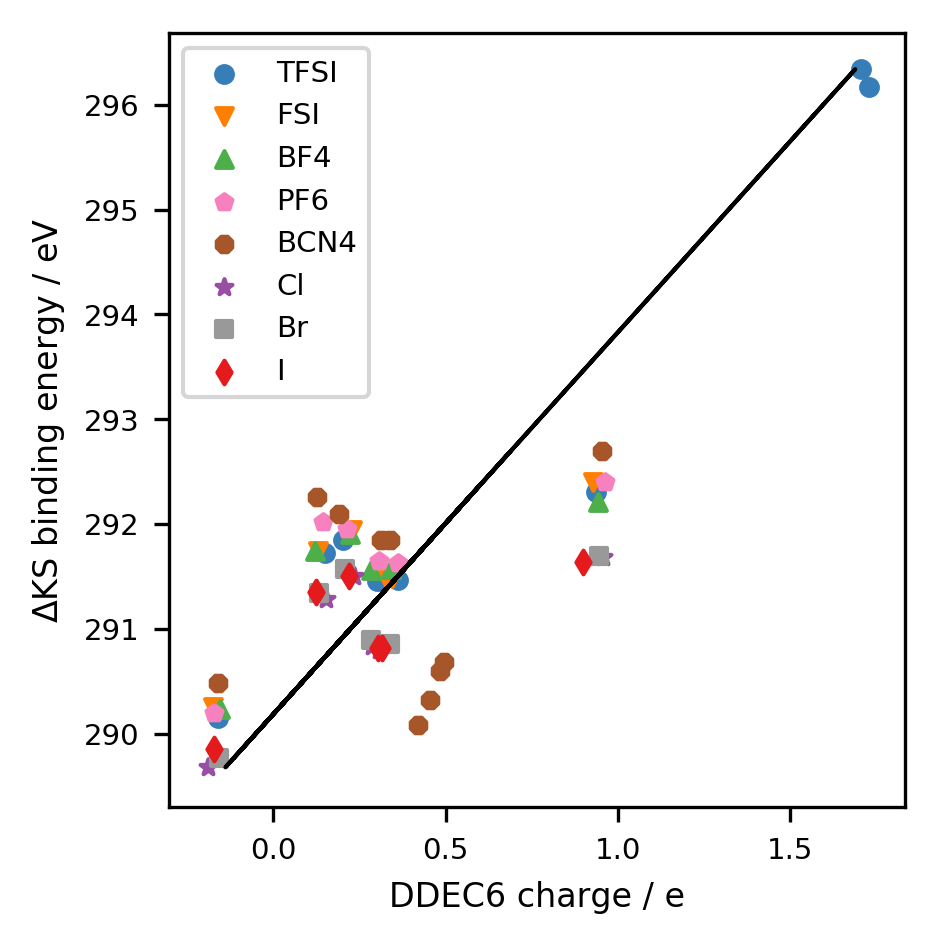 TFSI
FSI
BF4
PF6
BCN4
Cl
Br
I
296
295
294
293
292
291
290
ΔKS binding energy / eV
0.0 0.5 1.0 1.5
DDEC6 charge / e